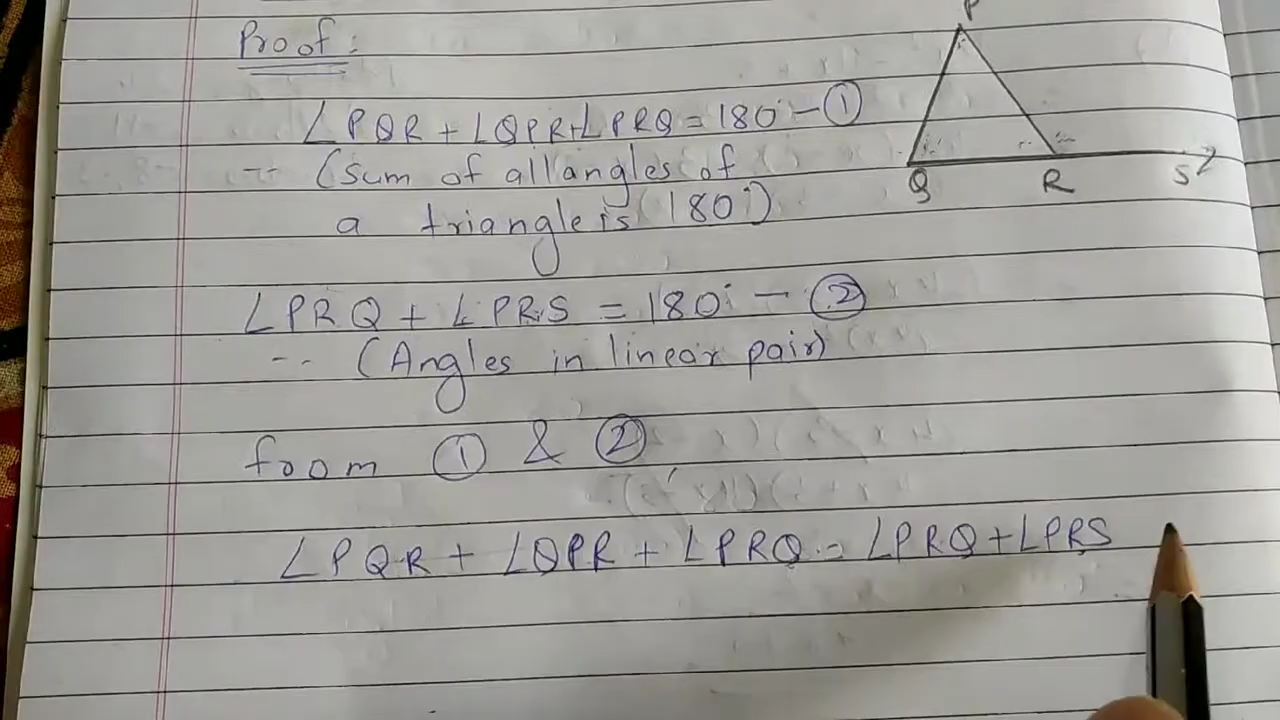 P
Proof:
∠PQR + ∠QPR + ∠PRQ = 180° - ①
-- (Sum of all angles of
a triangle is 180°)
Q R S
∠PRQ + ∠PRS = 180° - ②
-- (Angles in linear pair)
from ① & ②
∠PQR + ∠QPR + ∠PRQ = ∠PRQ + ∠PRS